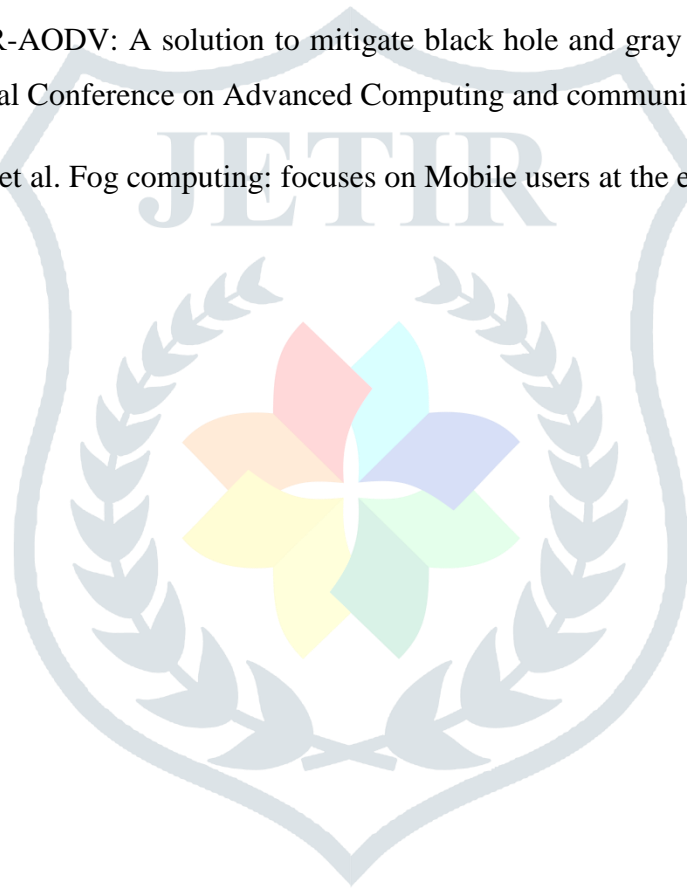 R-AODV: A solution to mitigate black hole and gray
al Conference on Advanced Computing and communi
et al. Fog computing: focuses on Mobile users at the e
JETIR